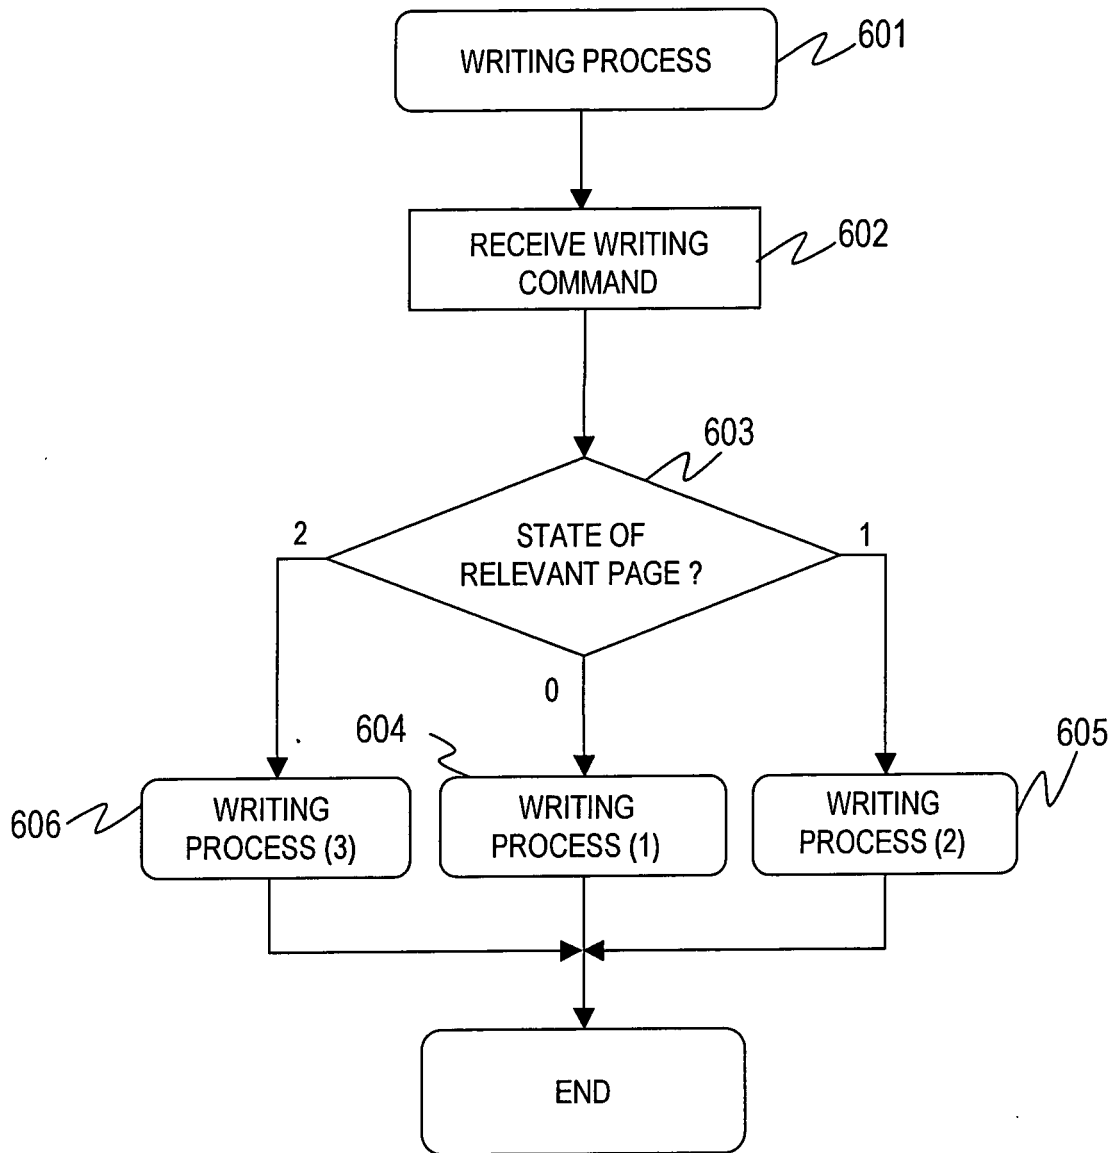 WRITING PROCESS
601
RECEIVE WRITING
COMMAND
602
603
STATE OF
RELEVANT PAGE ?
2
1
0
604
605
606
WRITING
PROCESS (3)
WRITING
PROCESS (1)
WRITING
PROCESS (2)
END